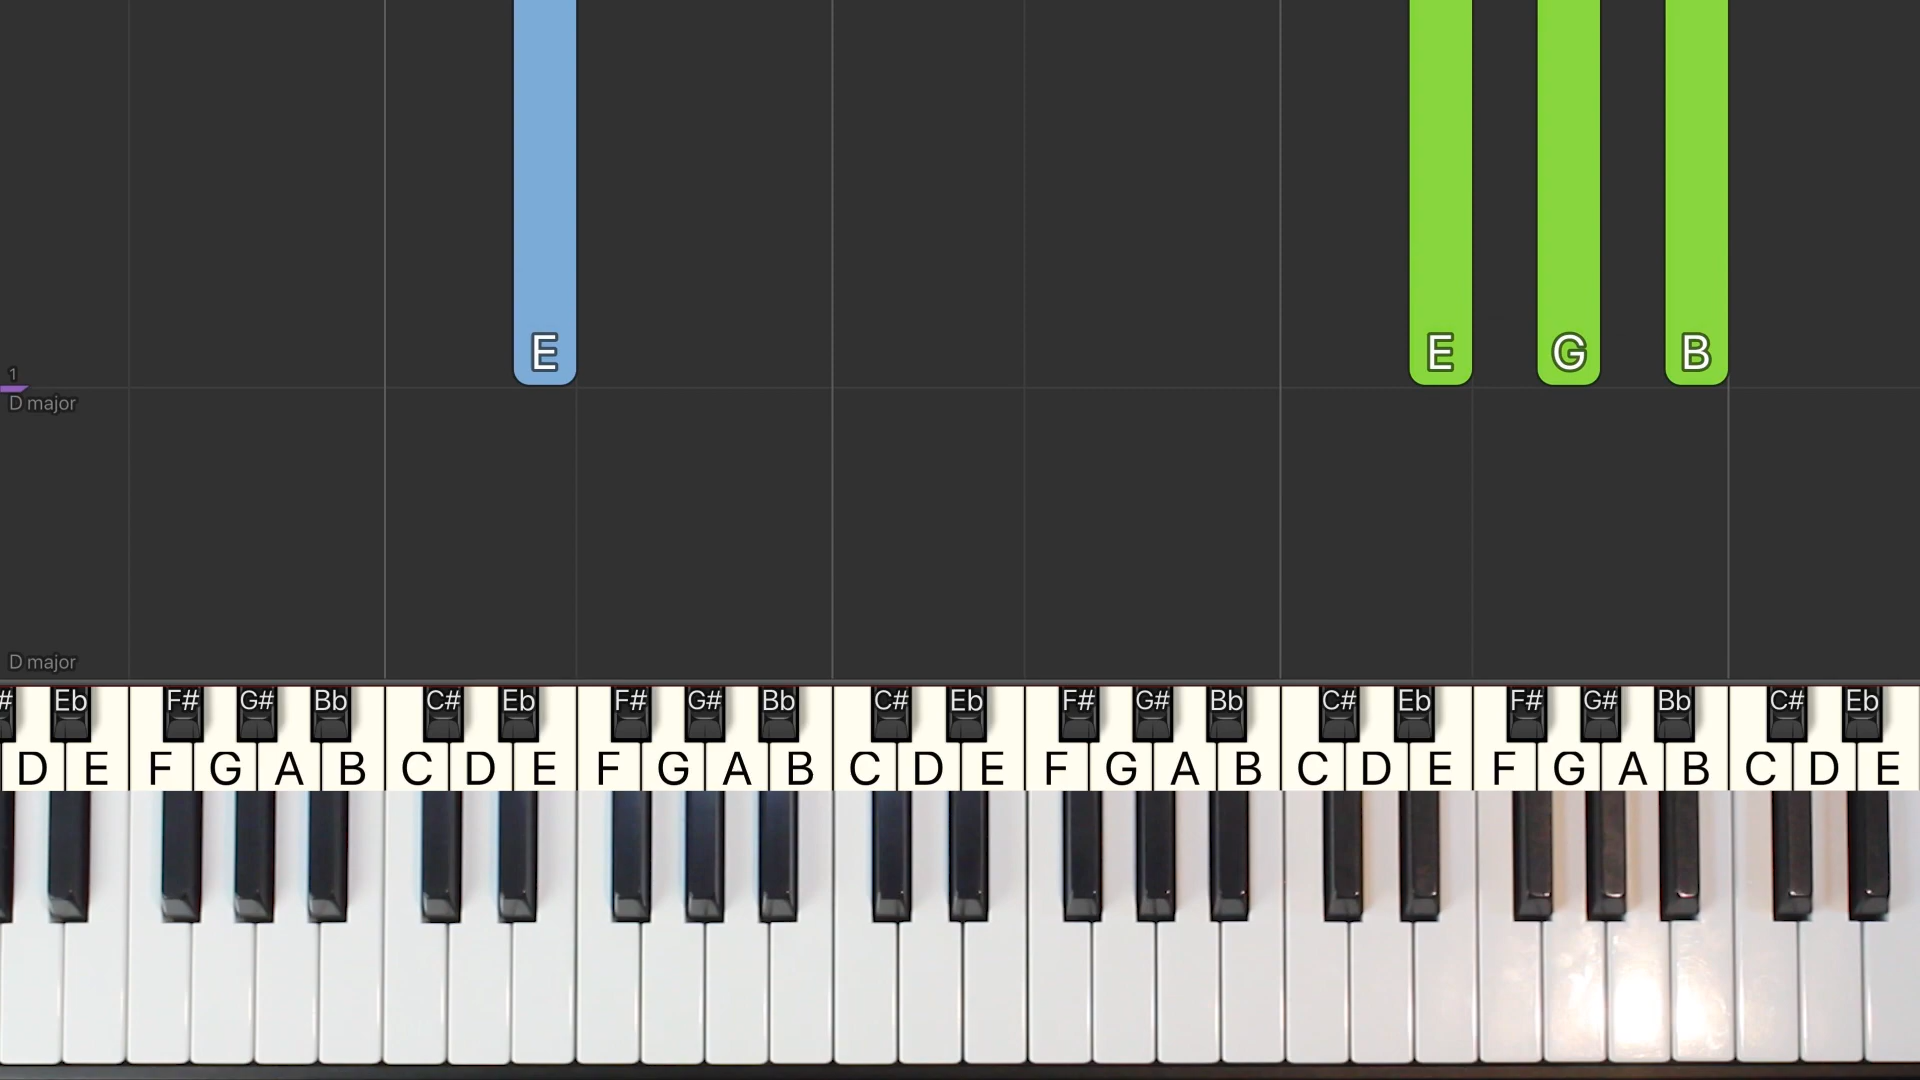 E E G B
1
D major
D major
# Eb F# G# Bb C# Eb F# G# Bb C# Eb F# G# Bb C# Eb F# G# Bb C# Eb
D E F G A B C D E F G A B C D E F G A B C D E F G A B C D E